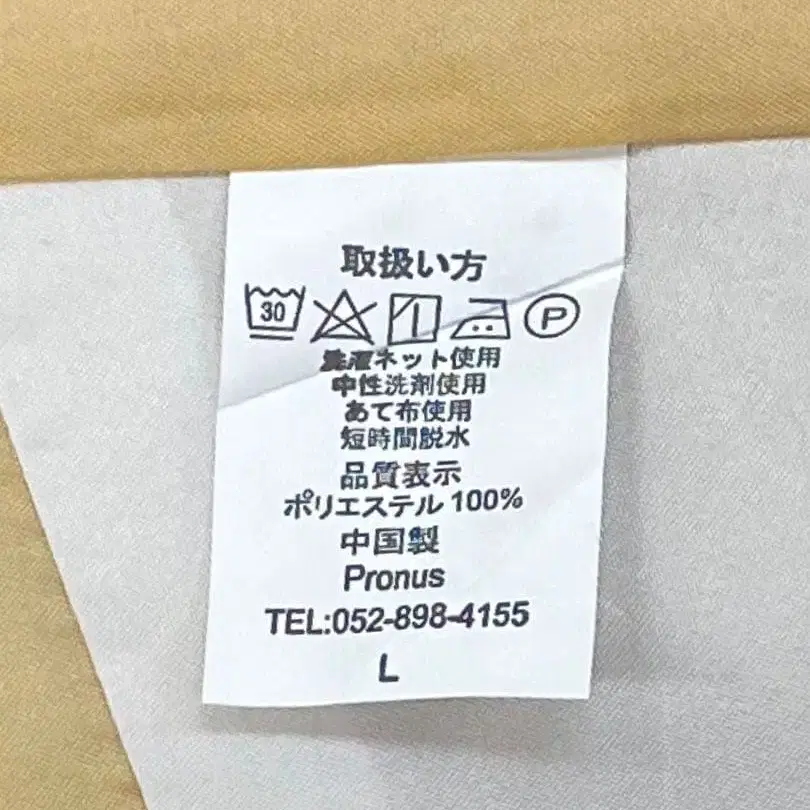 取扱い方
30 P
洗濯ネット使用
中性洗剤使用
あて布使用
短時間脱水
品質表示
ポリエステル 100%
中国製
Pronus
TEL:052-898-4155
L